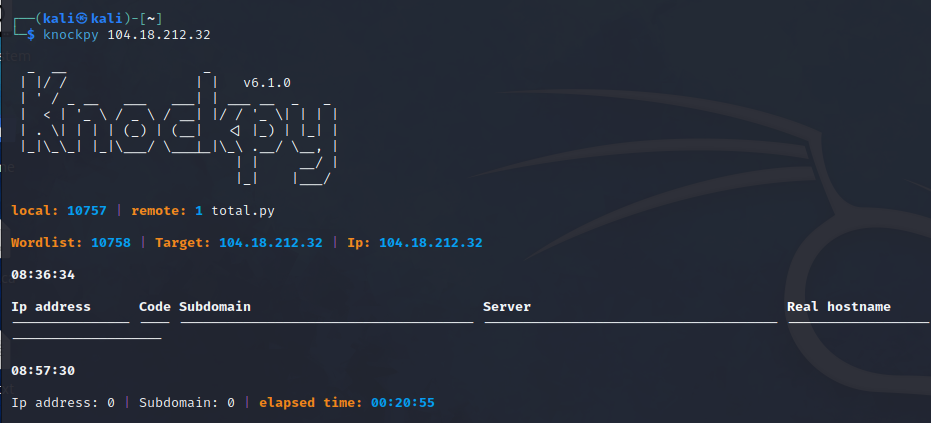 (kali㉿kali)-[~]
$ knockpy 104.18.212.32
Knockpy v6.1.0
local: 10757 | remote: 1 total.py
Wordlist: 10758 | Target: 104.18.212.32 | Ip: 104.18.212.32
08:36:34
Ip address Code Subdomain Server Real hostname
08:57:30
Ip address: 0 | Subdomain: 0 | elapsed time: 00:20:55